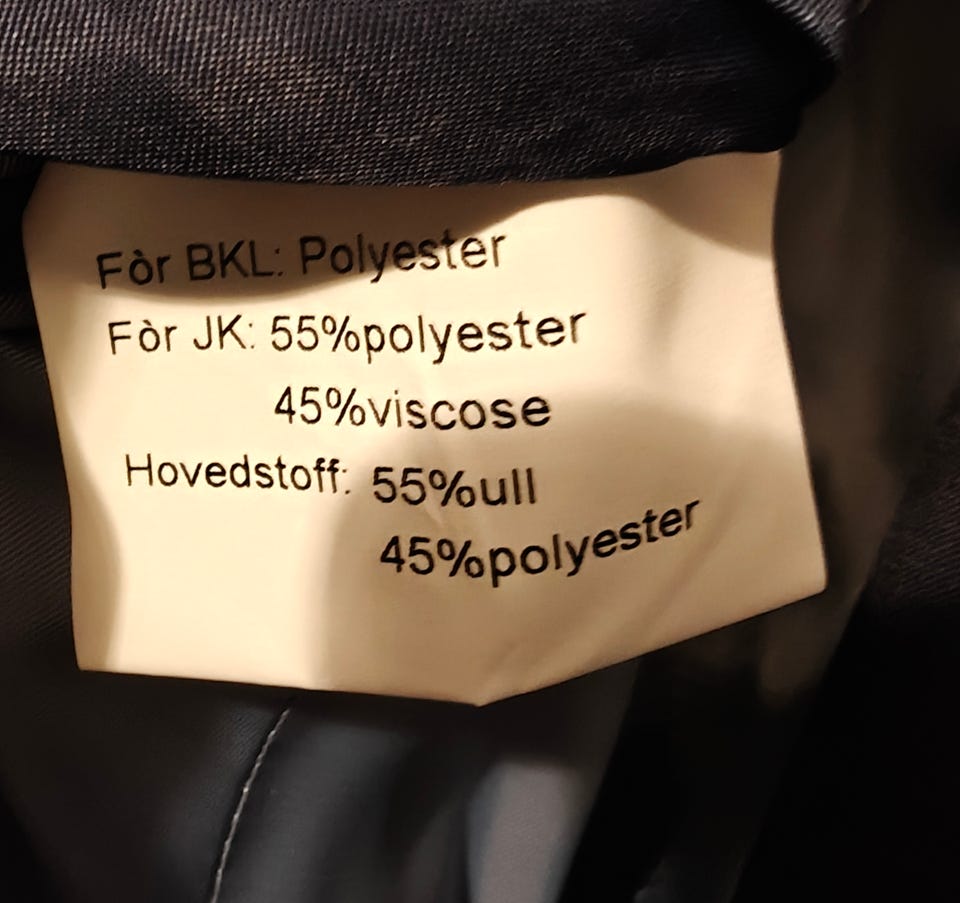 Fòr BKL: Polyester
Fòr JK: 55%polyester
45%viscose
Hovedstoff: 55%ull
45%polyester